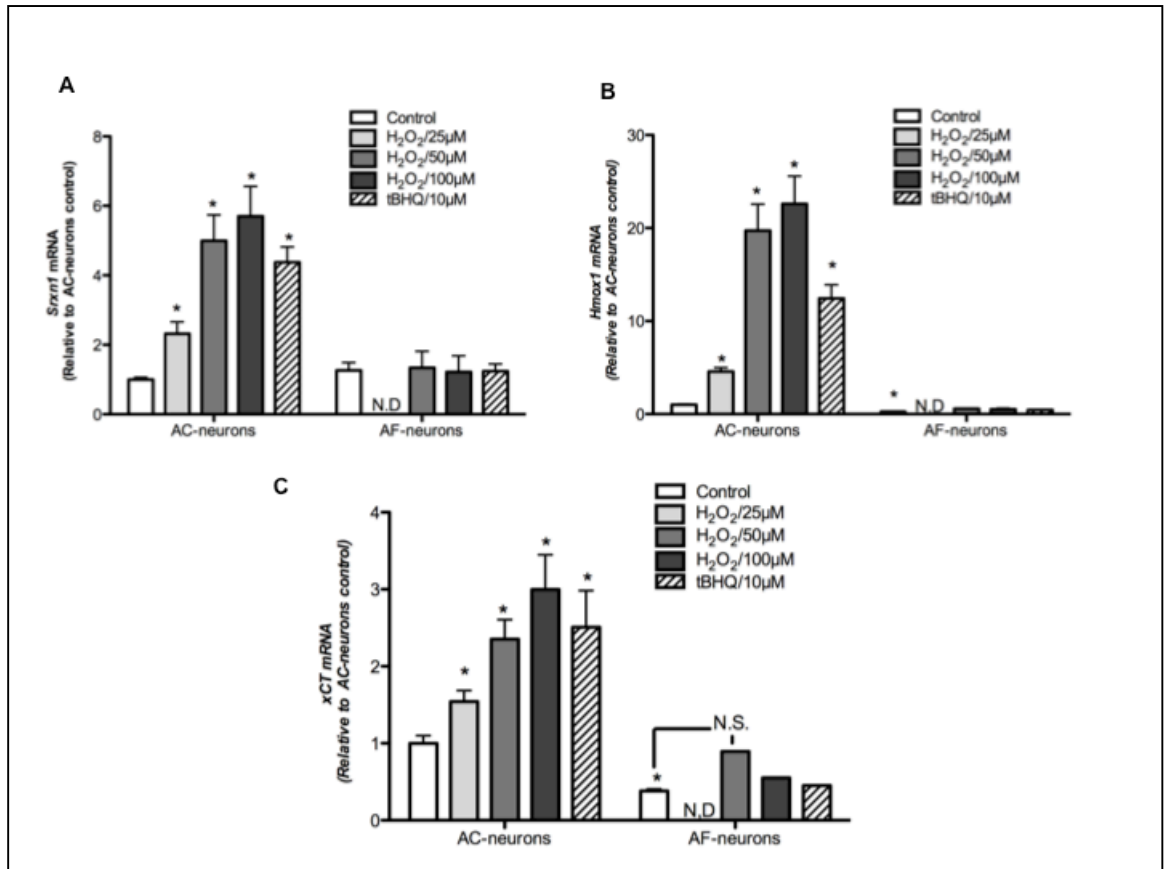 A
Control
H₂O₂/25µM
H₂O₂/50µM
H₂O₂/100µM
tBHQ/10µM
Srxn1 mRNA
(Relative to AC-neurons control)
8
6
4
2
0
*
*
*
*
N.D
AC-neurons
AF-neurons
B
Control
H₂O₂/25µM
H₂O₂/50µM
H₂O₂/100µM
tBHQ/10µM
Hmox1 mRNA
(Relative to AC-neurons control)
30
20
10
0
*
*
*
*
*
N.D
AC-neurons
AF-neurons
C
Control
H₂O₂/25µM
H₂O₂/50µM
H₂O₂/100µM
tBHQ/10µM
xCT mRNA
(Relative to AC-neurons control)
4
3
2
1
0
*
*
*
*
N.S.
*
N,D
AC-neurons
AF-neurons